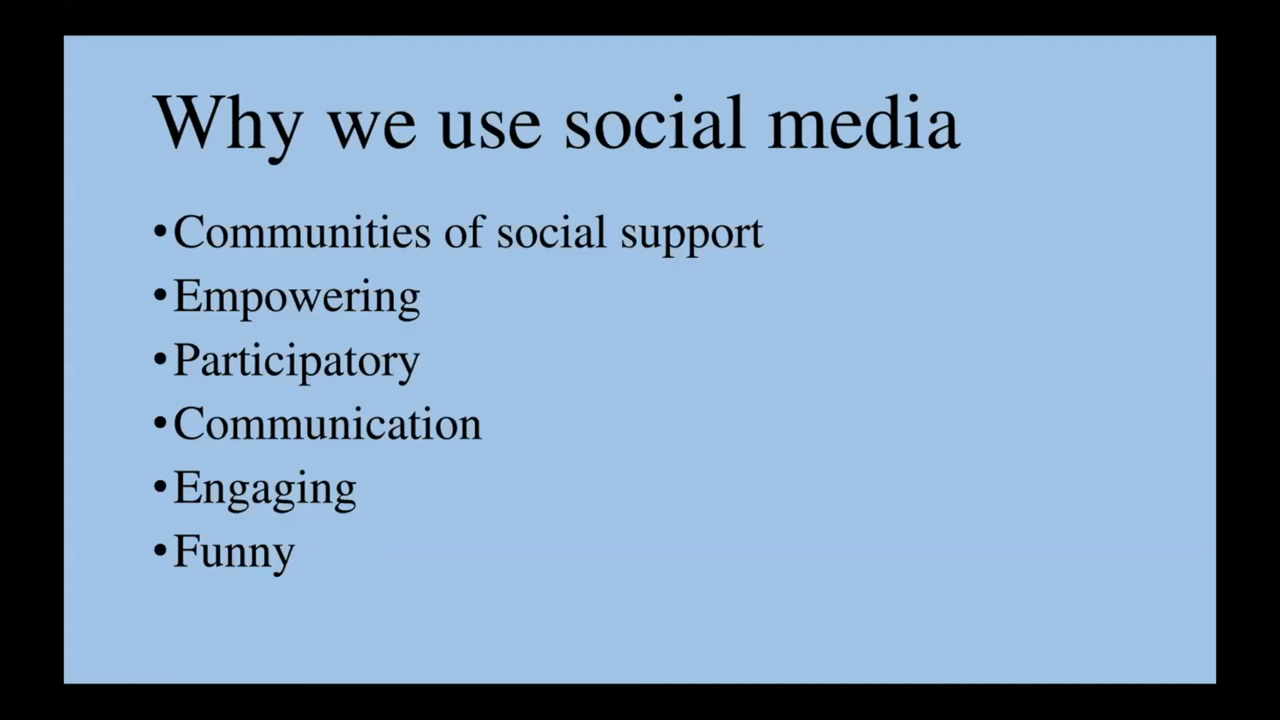 Why we use social media
•Communities of social support
•Empowering
•Participatory
•Communication
•Engaging
•Funny